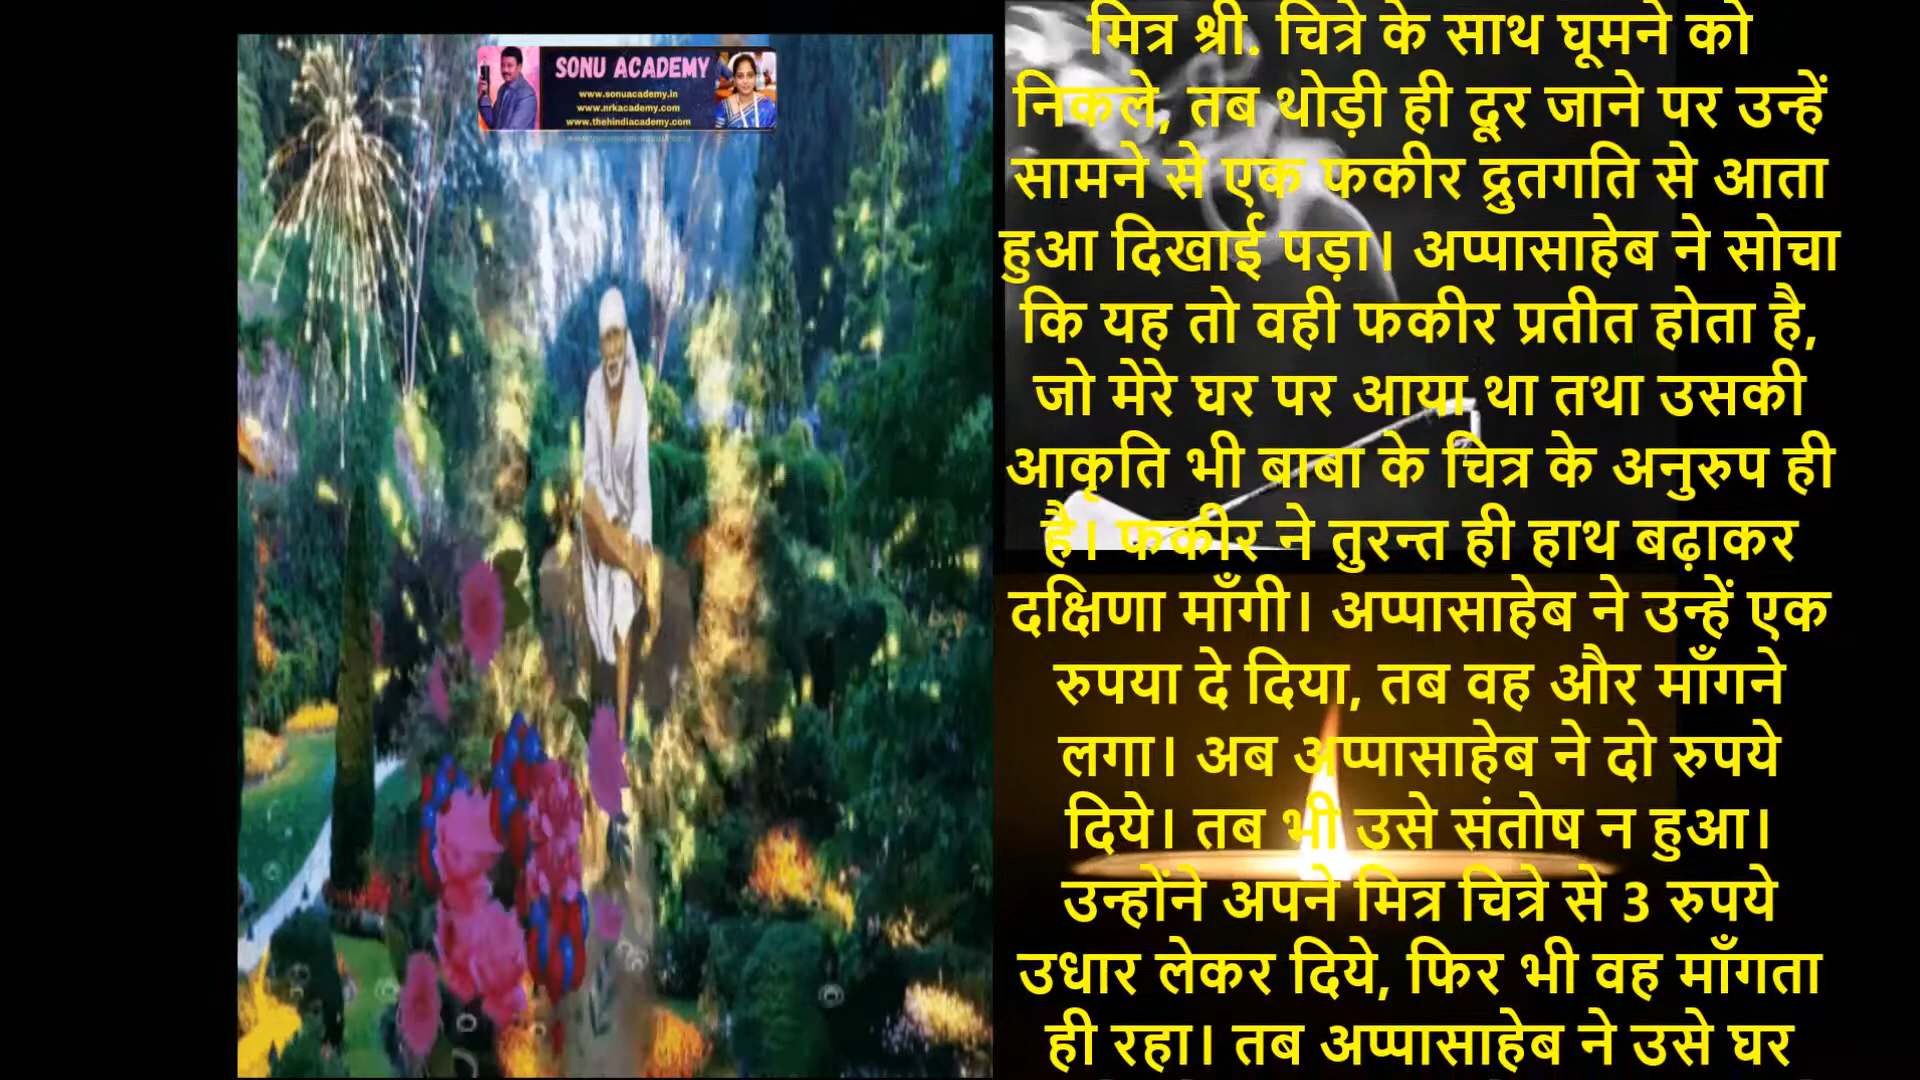 SONU ACADEMY
www.sonuacademy.in
www.nrkacademy.com
www.thehindiacademy.com
मित्र श्री. चित्रे के साथ घूमने को
निकले, तब थोड़ी ही दूर जाने पर उन्हें
सामने से एक फकीर द्रुतगति से आता
हुआ दिखाई पड़ा। अप्पासाहेब ने सोचा
कि यह तो वही फकीर प्रतीत होता है,
जो मेरे घर पर आया था तथा उसकी
आकृति भी बाबा के चित्र के अनुरुप ही
है। फकीर ने तुरन्त ही हाथ बढ़ाकर
दक्षिणा माँगी। अप्पासाहेब ने उन्हें एक
रुपया दे दिया, तब वह और माँगने
लगा। अब अप्पासाहेब ने दो रुपये
दिये। तब भी उसे संतोष न हुआ।
उन्होंने अपने मित्र चित्रे से 3 रुपये
उधार लेकर दिये, फिर भी वह माँगता
ही रहा। तब अप्पासाहेब ने उसे घर